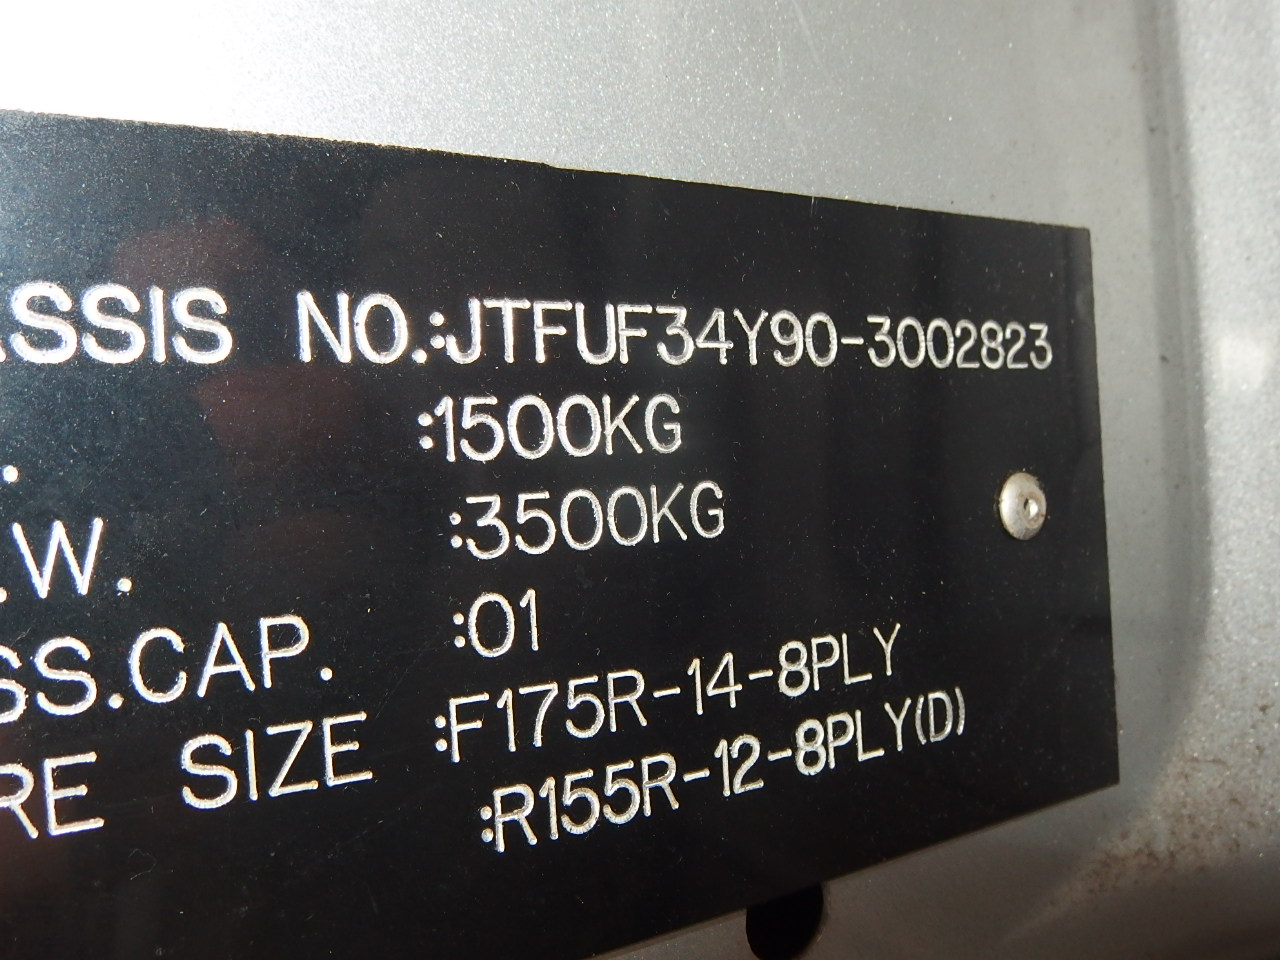 ASSIS NO.:JTFUF34Y90-3002823
. :1500KG
.W. :3500KG
SS.CAP. :01
RE SIZE :F175R-14-8PLY
:R155R-12-8PLY(D)